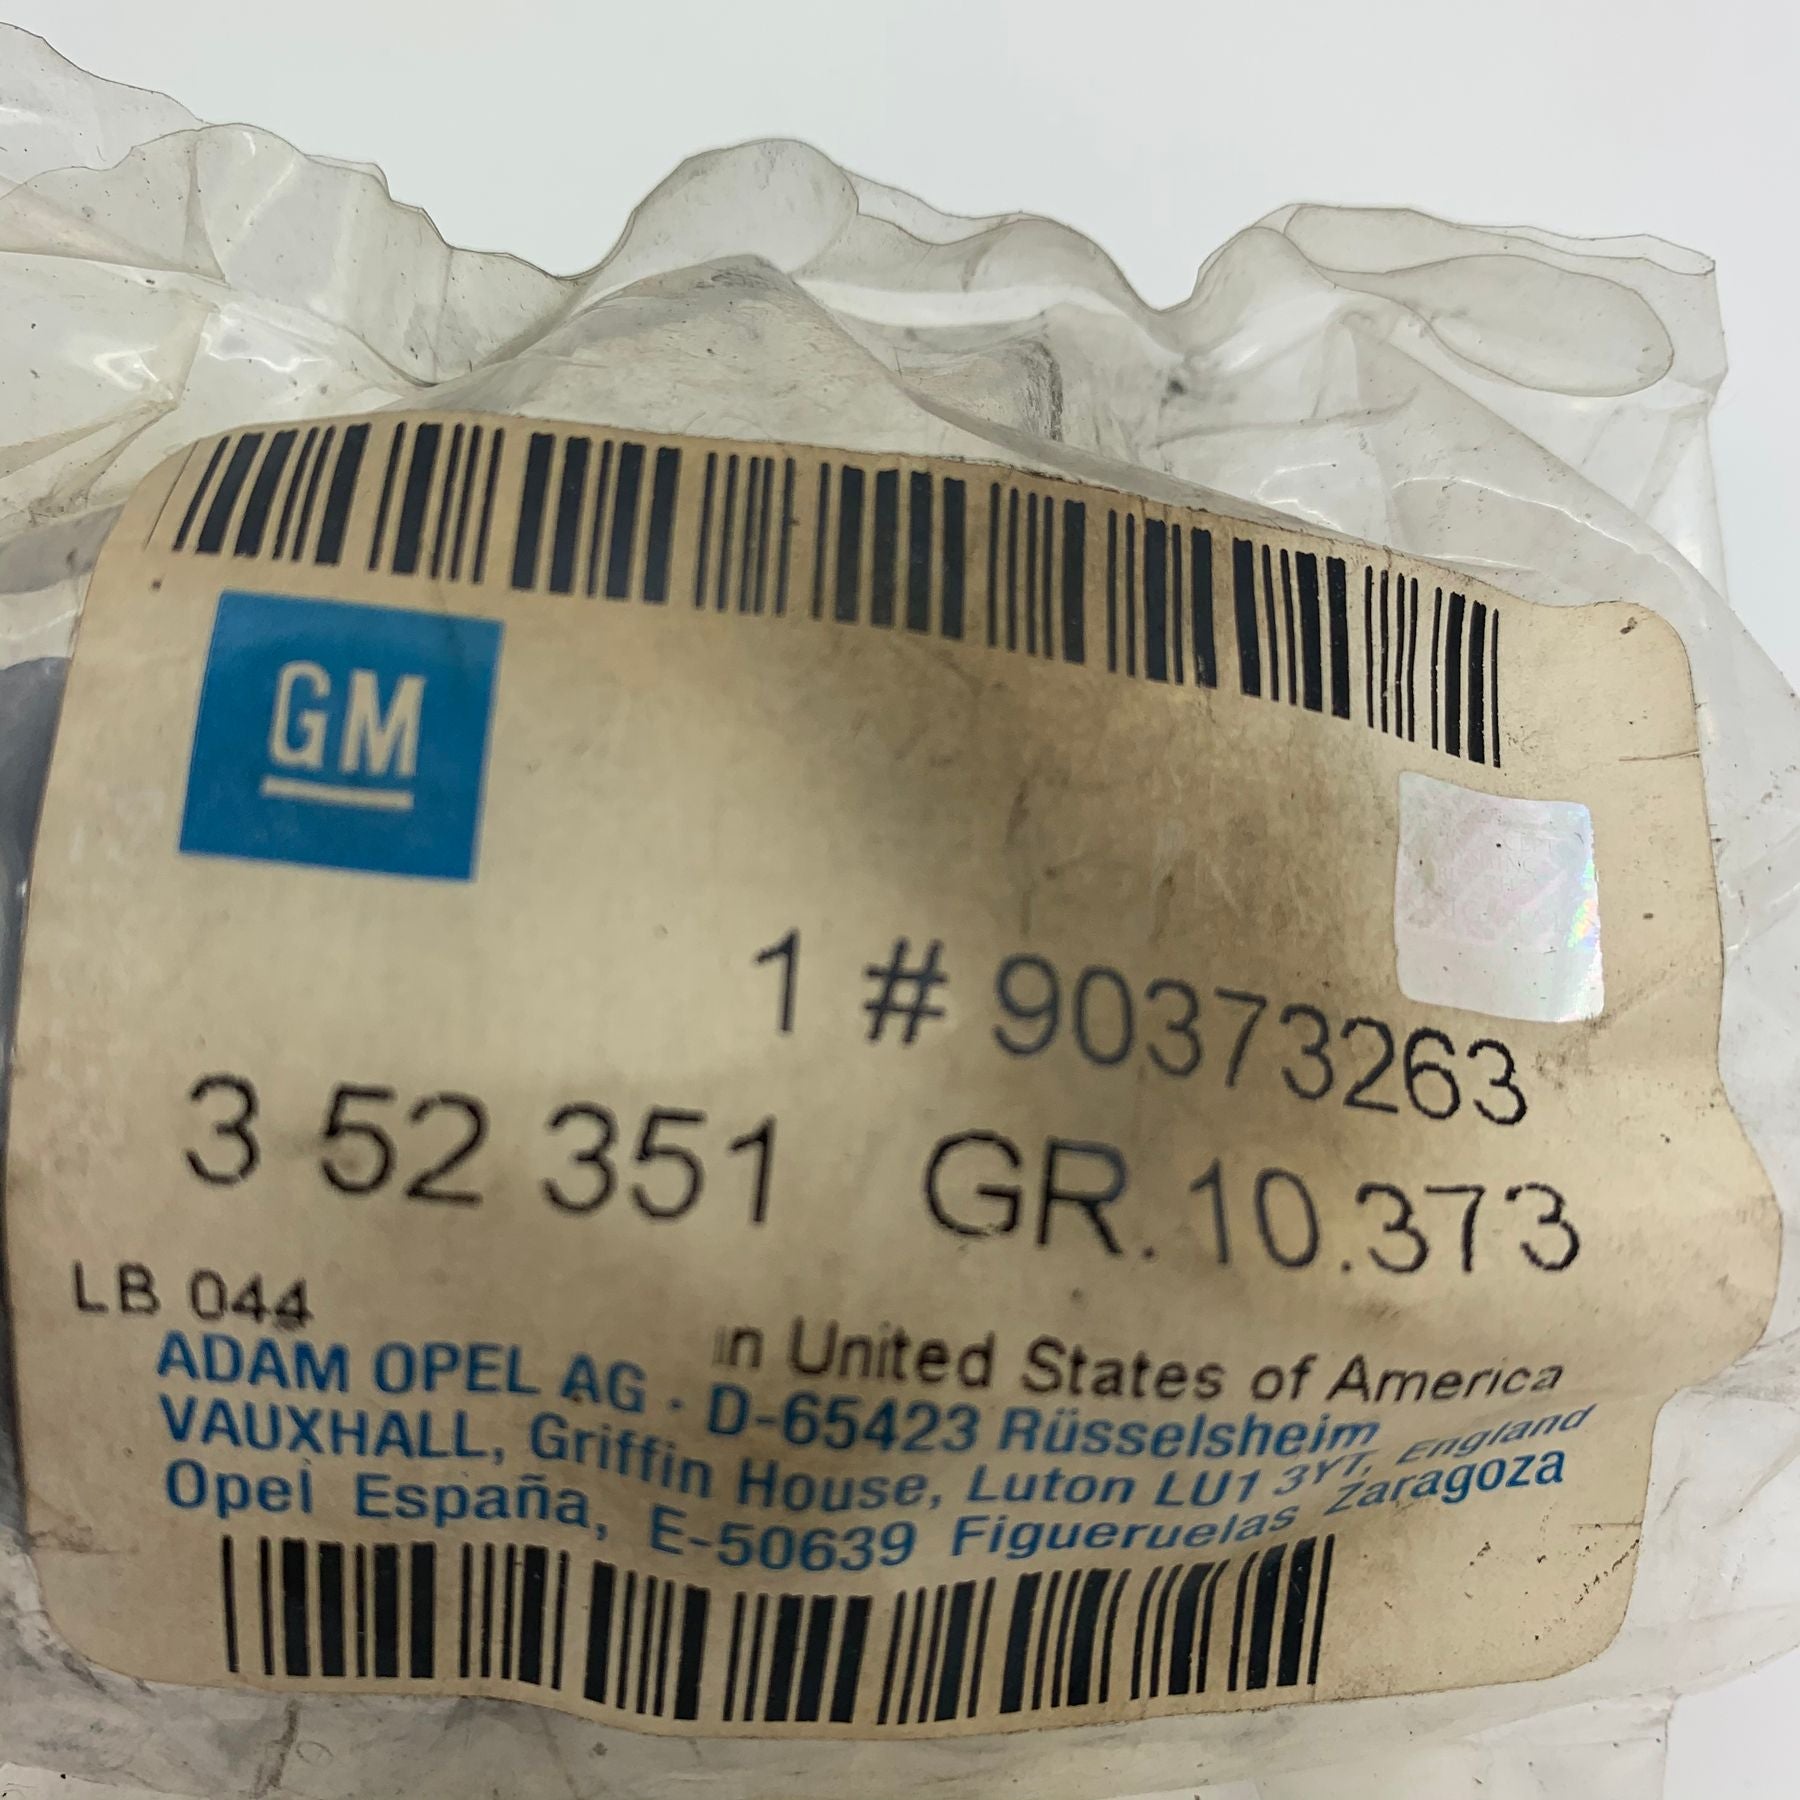 GM
1 # 90373263
3 52 351 GR. 10.373
LB 044
in United States of America
ADAM OPEL AG · D-65423 Rüsselsheim
VAUXHALL, Griffin House, Luton LU1 3YT, England
Opel España, E-50639 Figueruelas Zaragoza